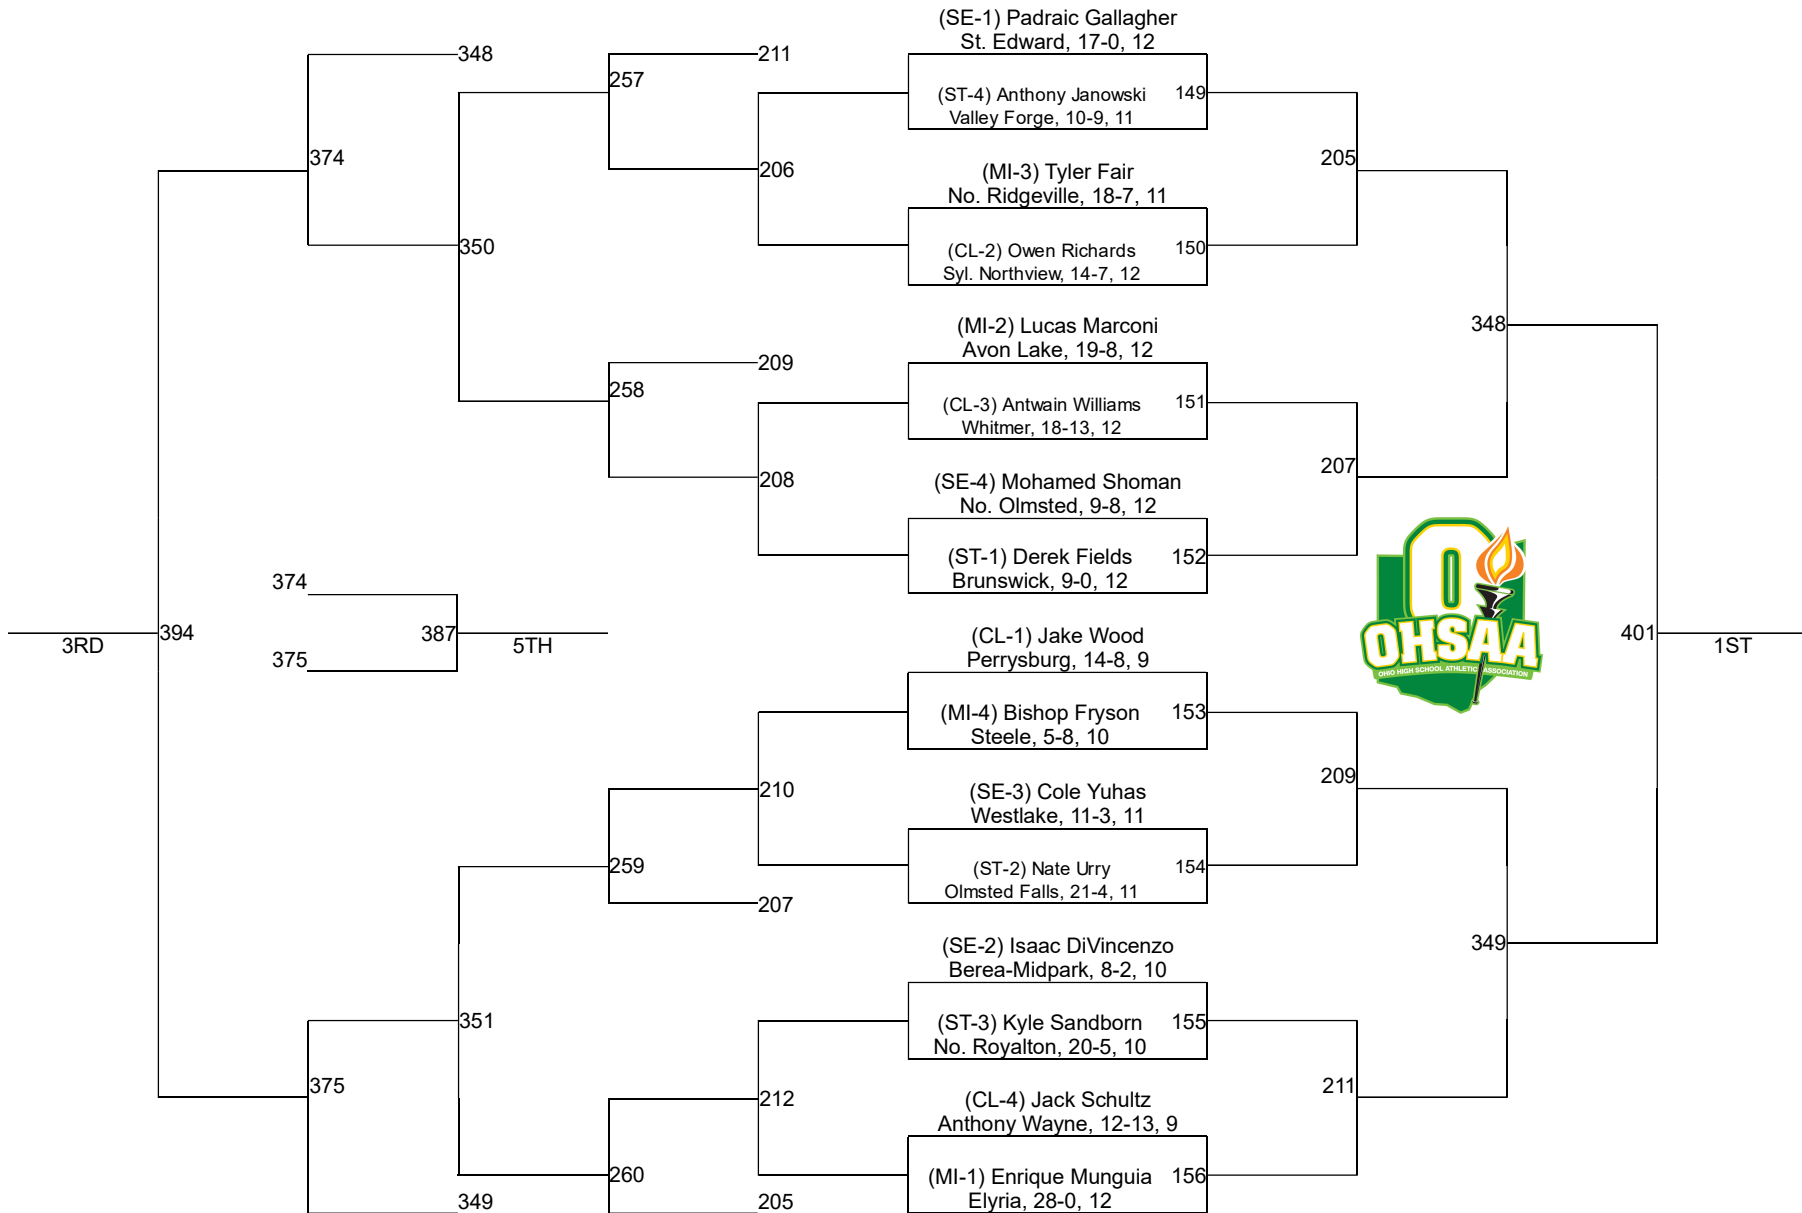 (SE-1) Padraic Gallagher
St. Edward, 17-0, 12
348
211
257
(ST-4) Anthony Janowski
149
Valley Forge, 10-9, 11
374
206
205
(MI-3) Tyler Fair
No. Ridgeville, 18-7, 11
350
(CL-2) Owen Richards
150
Syl. Northview, 14-7, 12
(MI-2) Lucas Marconi
Avon Lake, 19-8, 12
348
209
258
(CL-3) Antwain Williams
151
Whitmer, 18-13, 12
208
207
(SE-4) Mohamed Shoman
No. Olmsted, 9-8, 12
(ST-1) Derek Fields
152
Brunswick, 9-0, 12
374
394
3RD
387
5TH
375
(CL-1) Jake Wood
Perrysburg, 14-8, 9
OHSAA
OHIO HIGH SCHOOL ATHLETIC ASSOCIATION
401
1ST
(MI-4) Bishop Fryson
153
Steele, 5-8, 10
210
209
(SE-3) Cole Yuhas
Westlake, 11-3, 11
259
(ST-2) Nate Urry
154
Olmsted Falls, 21-4, 11
207
(SE-2) Isaac DiVincenzo
Berea-Midpark, 8-2, 10
349
351
(ST-3) Kyle Sandborn
155
No. Royalton, 20-5, 10
375
212
211
(CL-4) Jack Schultz
Anthony Wayne, 12-13, 9
260
(MI-1) Enrique Munguia
156
Elyria, 28-0, 12
349
205